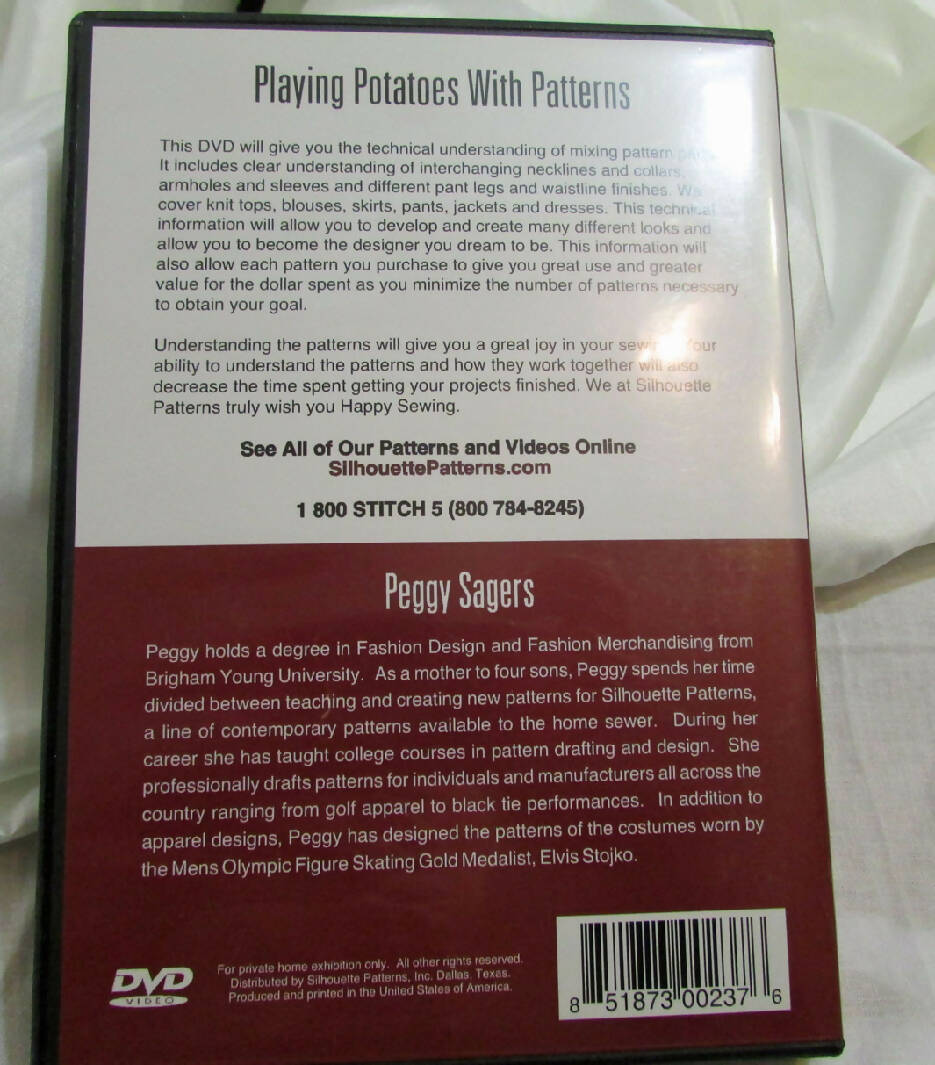 Playing Potatoes With Patterns
This DVD will give you the technical understanding of mixing pattern
It includes clear understanding of interchanging necklines and collars,
armholes and sleeves and different pant legs and waistline finishes. We
cover knit tops, blouses, skirts, pants, jackets and dresses. This technical
information will allow you to develop and create many different looks and
allow you to become the designer you dream to be. This information will
also allow each pattern you purchase to give you great use and greater
value for the dollar spent as you minimize the number of patterns necessary
to obtain your goal.
Understanding the patterns will give you a great joy in your sewing. Your
ability to understand the patterns and how they work together will also
decrease the time spent getting your projects finished. We at Silhouette
Patterns truly wish you Happy Sewing.
See All of Our Patterns and Videos Online
SilhouettePatterns.com
1 800 STITCH 5 (800 784-8245)
Peggy Sagers
Peggy holds a degree in Fashion Design and Fashion Merchandising from
Brigham Young University. As a mother to four sons, Peggy spends her time
divided between teaching and creating new patterns for Silhouette Patterns,
a line of contemporary patterns available to the home sewer. During her
career she has taught college courses in pattern drafting and design. She
professionally drafts patterns for individuals and manufacturers all across the
country ranging from golf apparel to black tie performances. In addition to
apparel designs, Peggy has designed the patterns of the costumes worn by
the Mens Olympic Figure Skating Gold Medalist, Elvis Stojko.
DVD
VIDEO
For private home exhibition only. All other rights reserved.
Distributed by Silhouette Patterns, Inc. Dallas, Texas.
Produced and printed in the United States of America.
8 51873 00237 6